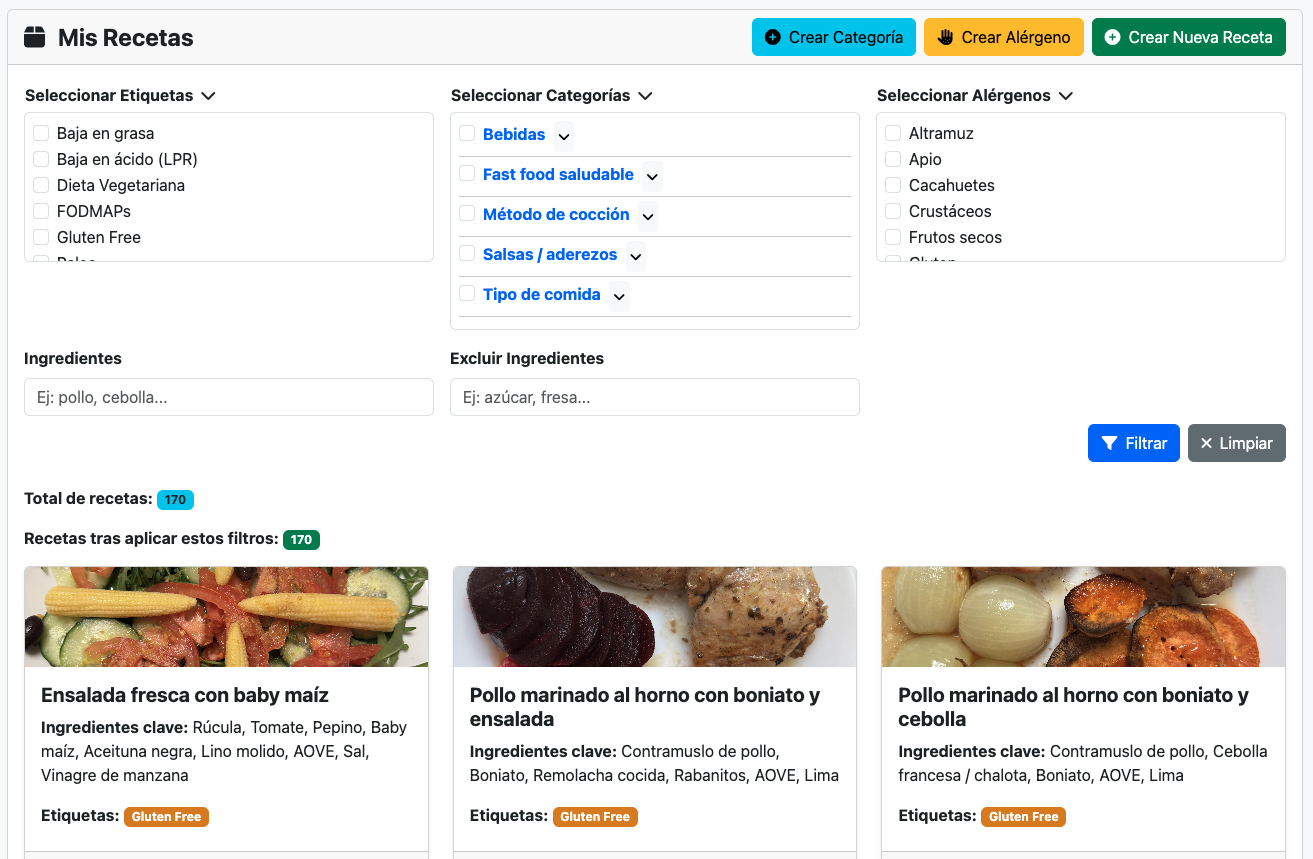 Mis Recetas
Crear Categoría
Crear Alérgeno
Crear Nueva Receta
Seleccionar Etiquetas
Baja en grasa
Baja en ácido (LPR)
Dieta Vegetariana
FODMAPs
Gluten Free
Seleccionar Categorías
Bebidas
Fast food saludable
Método de cocción
Salsas / aderezos
Tipo de comida
Seleccionar Alérgenos
Altramuz
Apio
Cacahuetes
Crustáceos
Frutos secos
Ingredientes
Ej: pollo, cebolla...
Excluir Ingredientes
Ej: azúcar, fresa...
Filtrar
Limpiar
Total de recetas: 170
Recetas tras aplicar estos filtros: 170
Ensalada fresca con baby maíz
Ingredientes clave: Rúcula, Tomate, Pepino, Baby
maíz, Aceituna negra, Lino molido, AOVE, Sal,
Vinagre de manzana
Etiquetas: Gluten Free
Pollo marinado al horno con boniato y
ensalada
Ingredientes clave: Contramuslo de pollo,
Boniato, Remolacha cocida, Rabanitos, AOVE, Lima
Etiquetas: Gluten Free
Pollo marinado al horno con boniato y
cebolla
Ingredientes clave: Contramuslo de pollo, Cebolla
francesa / chalota, Boniato, AOVE, Lima
Etiquetas: Gluten Free